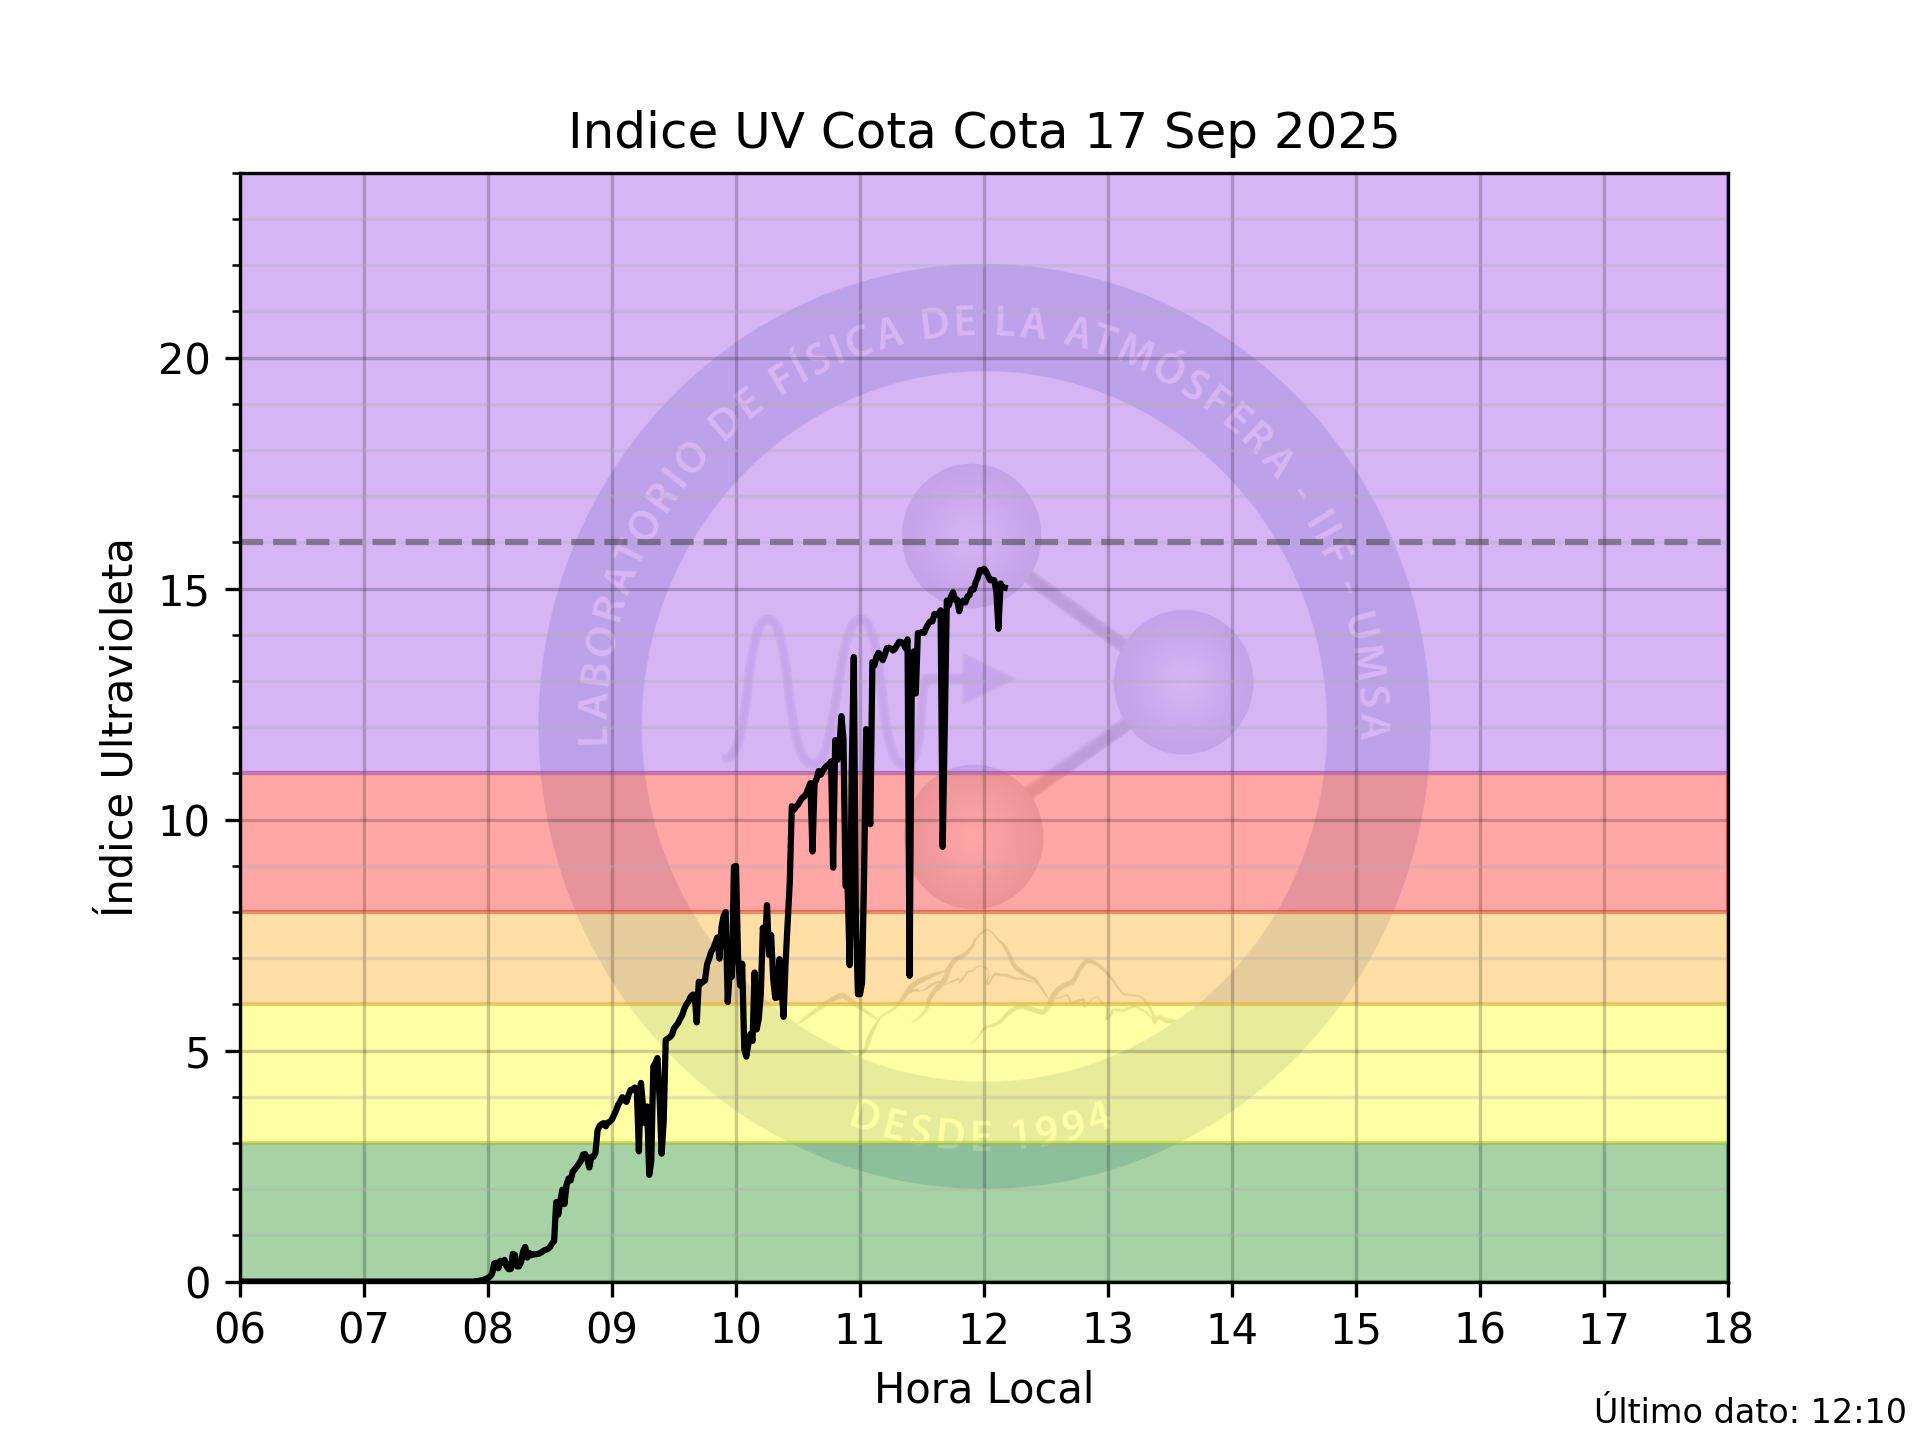 Indice UV Cota Cota 17 Sep 2025
LABORATORIO DE FÍSICA DE LA ATMÓSFERA - IIF - UMSA
20
15
10
5
0
Índice Ultravioleta
DESDE 1994
06 07 08 09 10 11 12 13 14 15 16 17 18
Hora Local
Último dato: 12:10